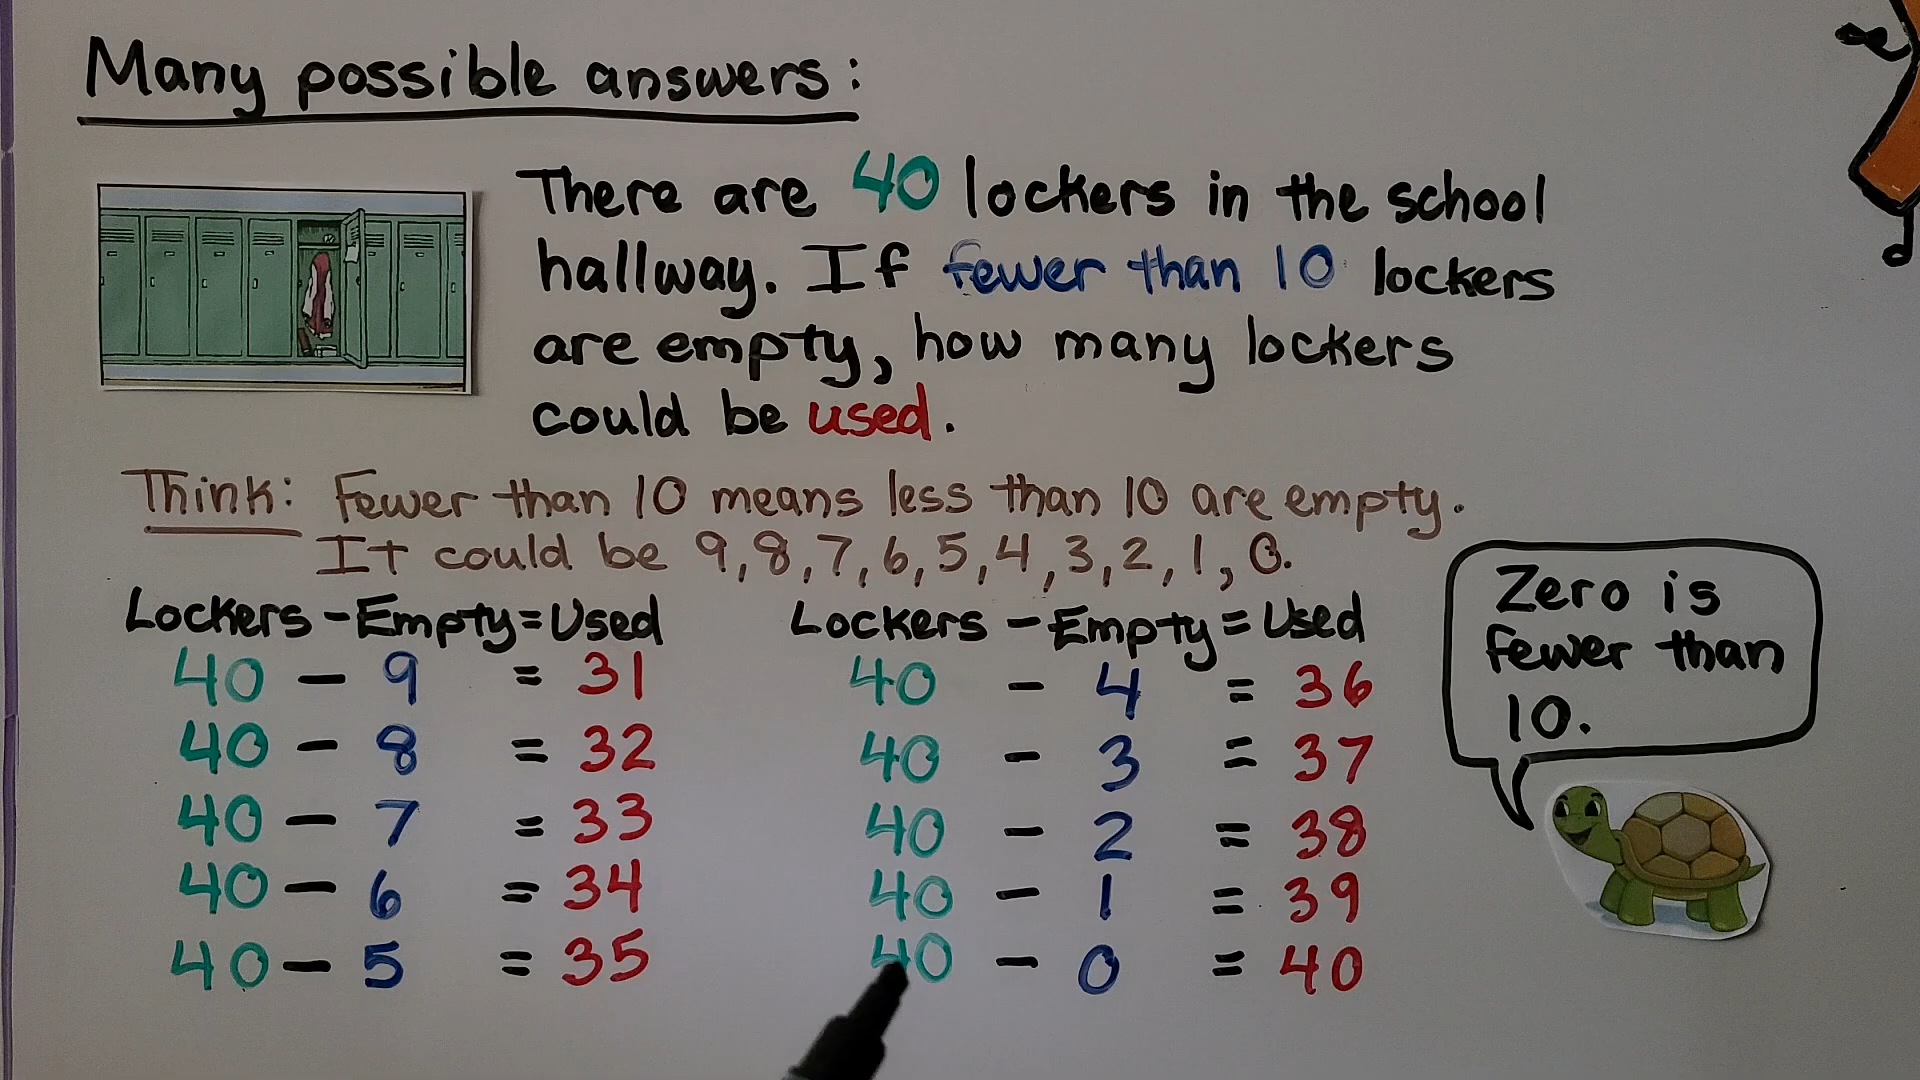 Many possible answers:
There are 40 lockers in the school
hallway. If fewer than 10 lockers
are empty, how many lockers
could be used.
Think: Fewer than 10 means less than 10 are empty.
It could be 9, 8, 7, 6, 5, 4, 3, 2, 1, 0.
Lockers - Empty = Used
40 - 9 = 31
40 - 8 = 32
40 - 7 = 33
40 - 6 = 34
40 - 5 = 35
Lockers - Empty = Used
40 - 4 = 36
40 - 3 = 37
40 - 2 = 38
40 - 1 = 39
40 - 0 = 40
Zero is
fewer than
10.